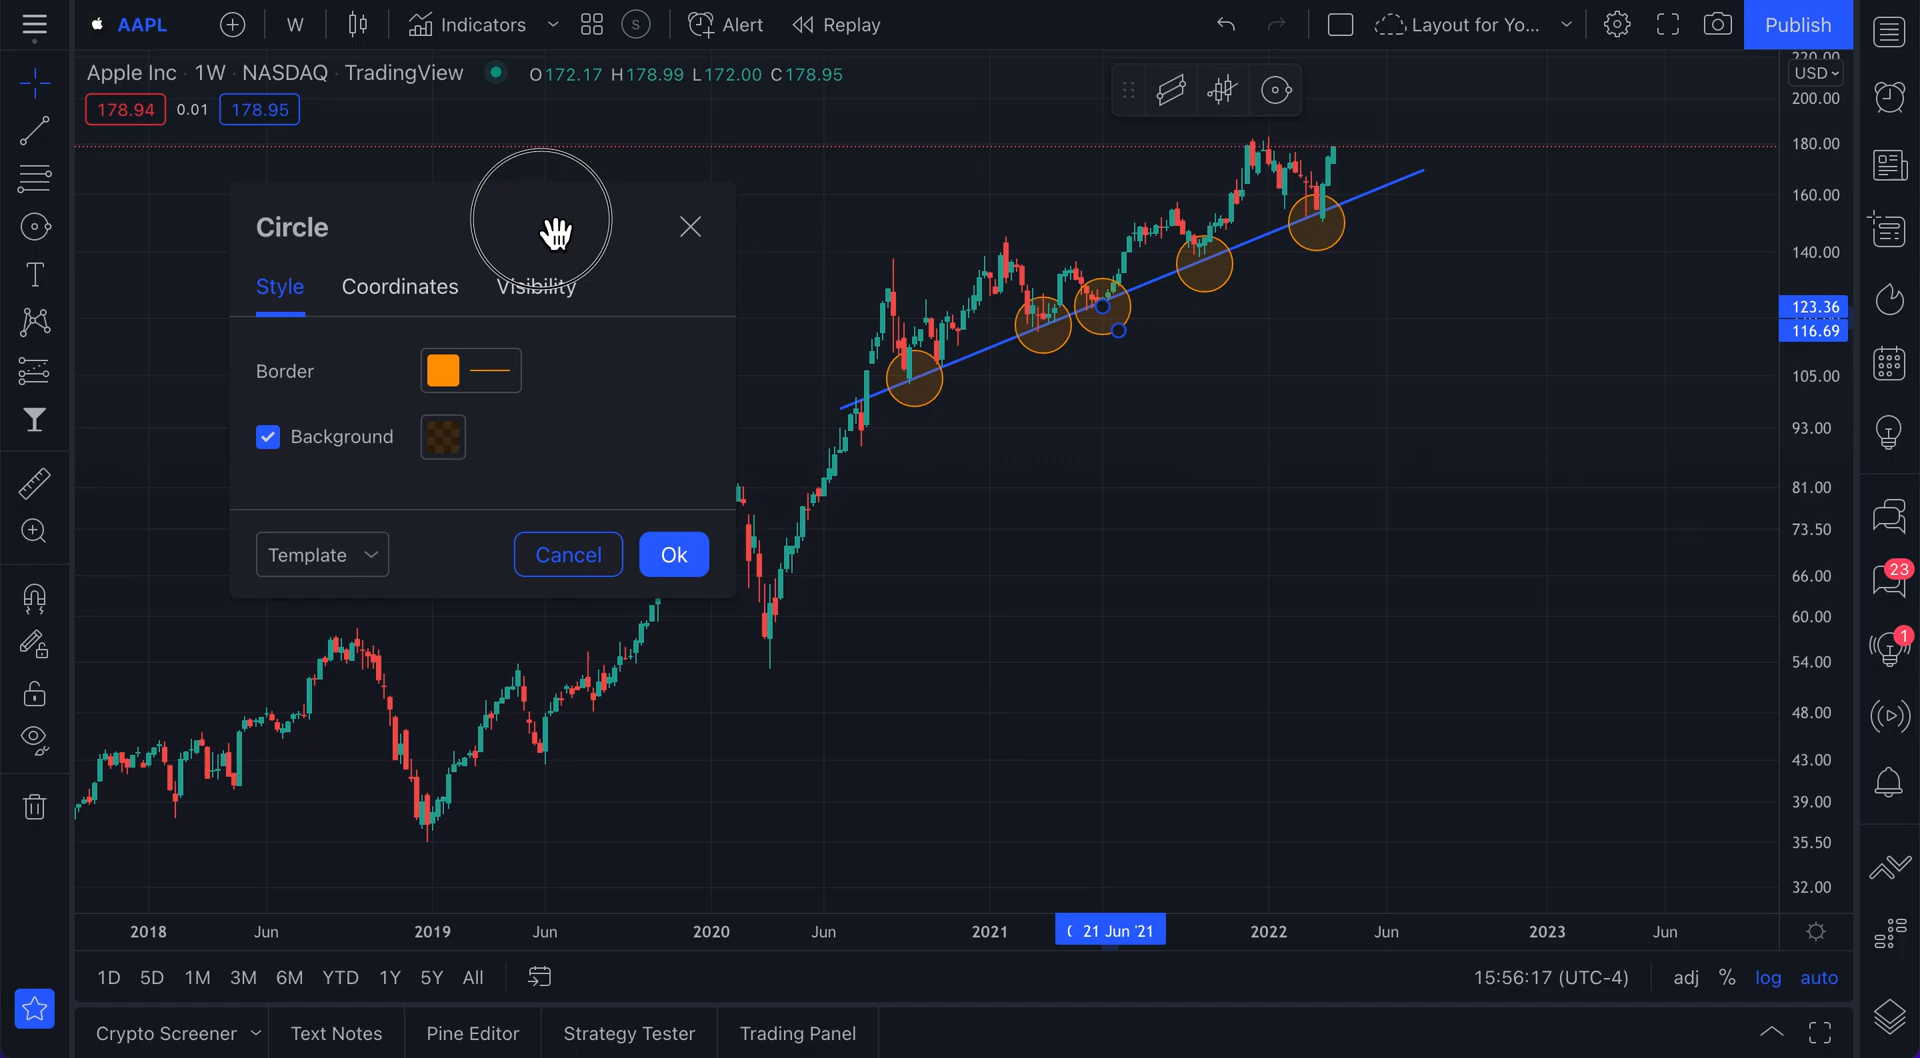 AAPL W Indicators S Alert Replay Layout for Yo... Publish
Apple Inc · 1W · NASDAQ · TradingView O172.17 H178.99 L172.00 C178.95
178.94 0.01 178.95
USD
220.00
200.00
180.00
160.00
140.00
123.36
116.69
105.00
93.00
81.00
73.50
66.00
60.00
54.00
48.00
43.00
39.00
35.50
32.00
Circle
Style Coordinates Visibility
Border
Background
Template Cancel Ok
23
1
2018 Jun 2019 Jun 2020 Jun 2021 ( 21 Jun '21 2022 Jun 2023 Jun
1D 5D 1M 3M 6M YTD 1Y 5Y All 15:56:17 (UTC-4) adj % log auto
Crypto Screener Text Notes Pine Editor Strategy Tester Trading Panel